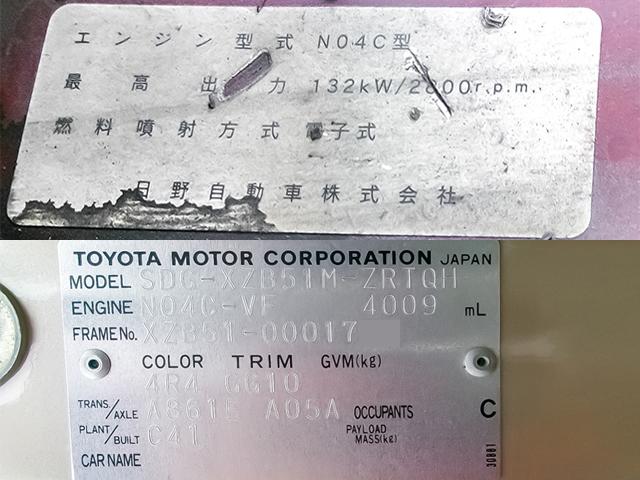 エンジン型式 N04C型
最高出力 132kW/2800r.p.m.
燃料噴射方式 電子式
日野自動車株式会社
TOYOTA MOTOR CORPORATION JAPAN
MODEL SDG-XZB51M-ZRTQH
ENGINE N04C-VF 4009 mL
FRAME No. XZB51-00017
COLOR TRIM GVM(kg)
4R4 GG10
TRANS./AXLE A861E A05A OCCUPANTS C
PLANT/BUILT C41 PAYLOAD MASS(kg)
CAR NAME
30881